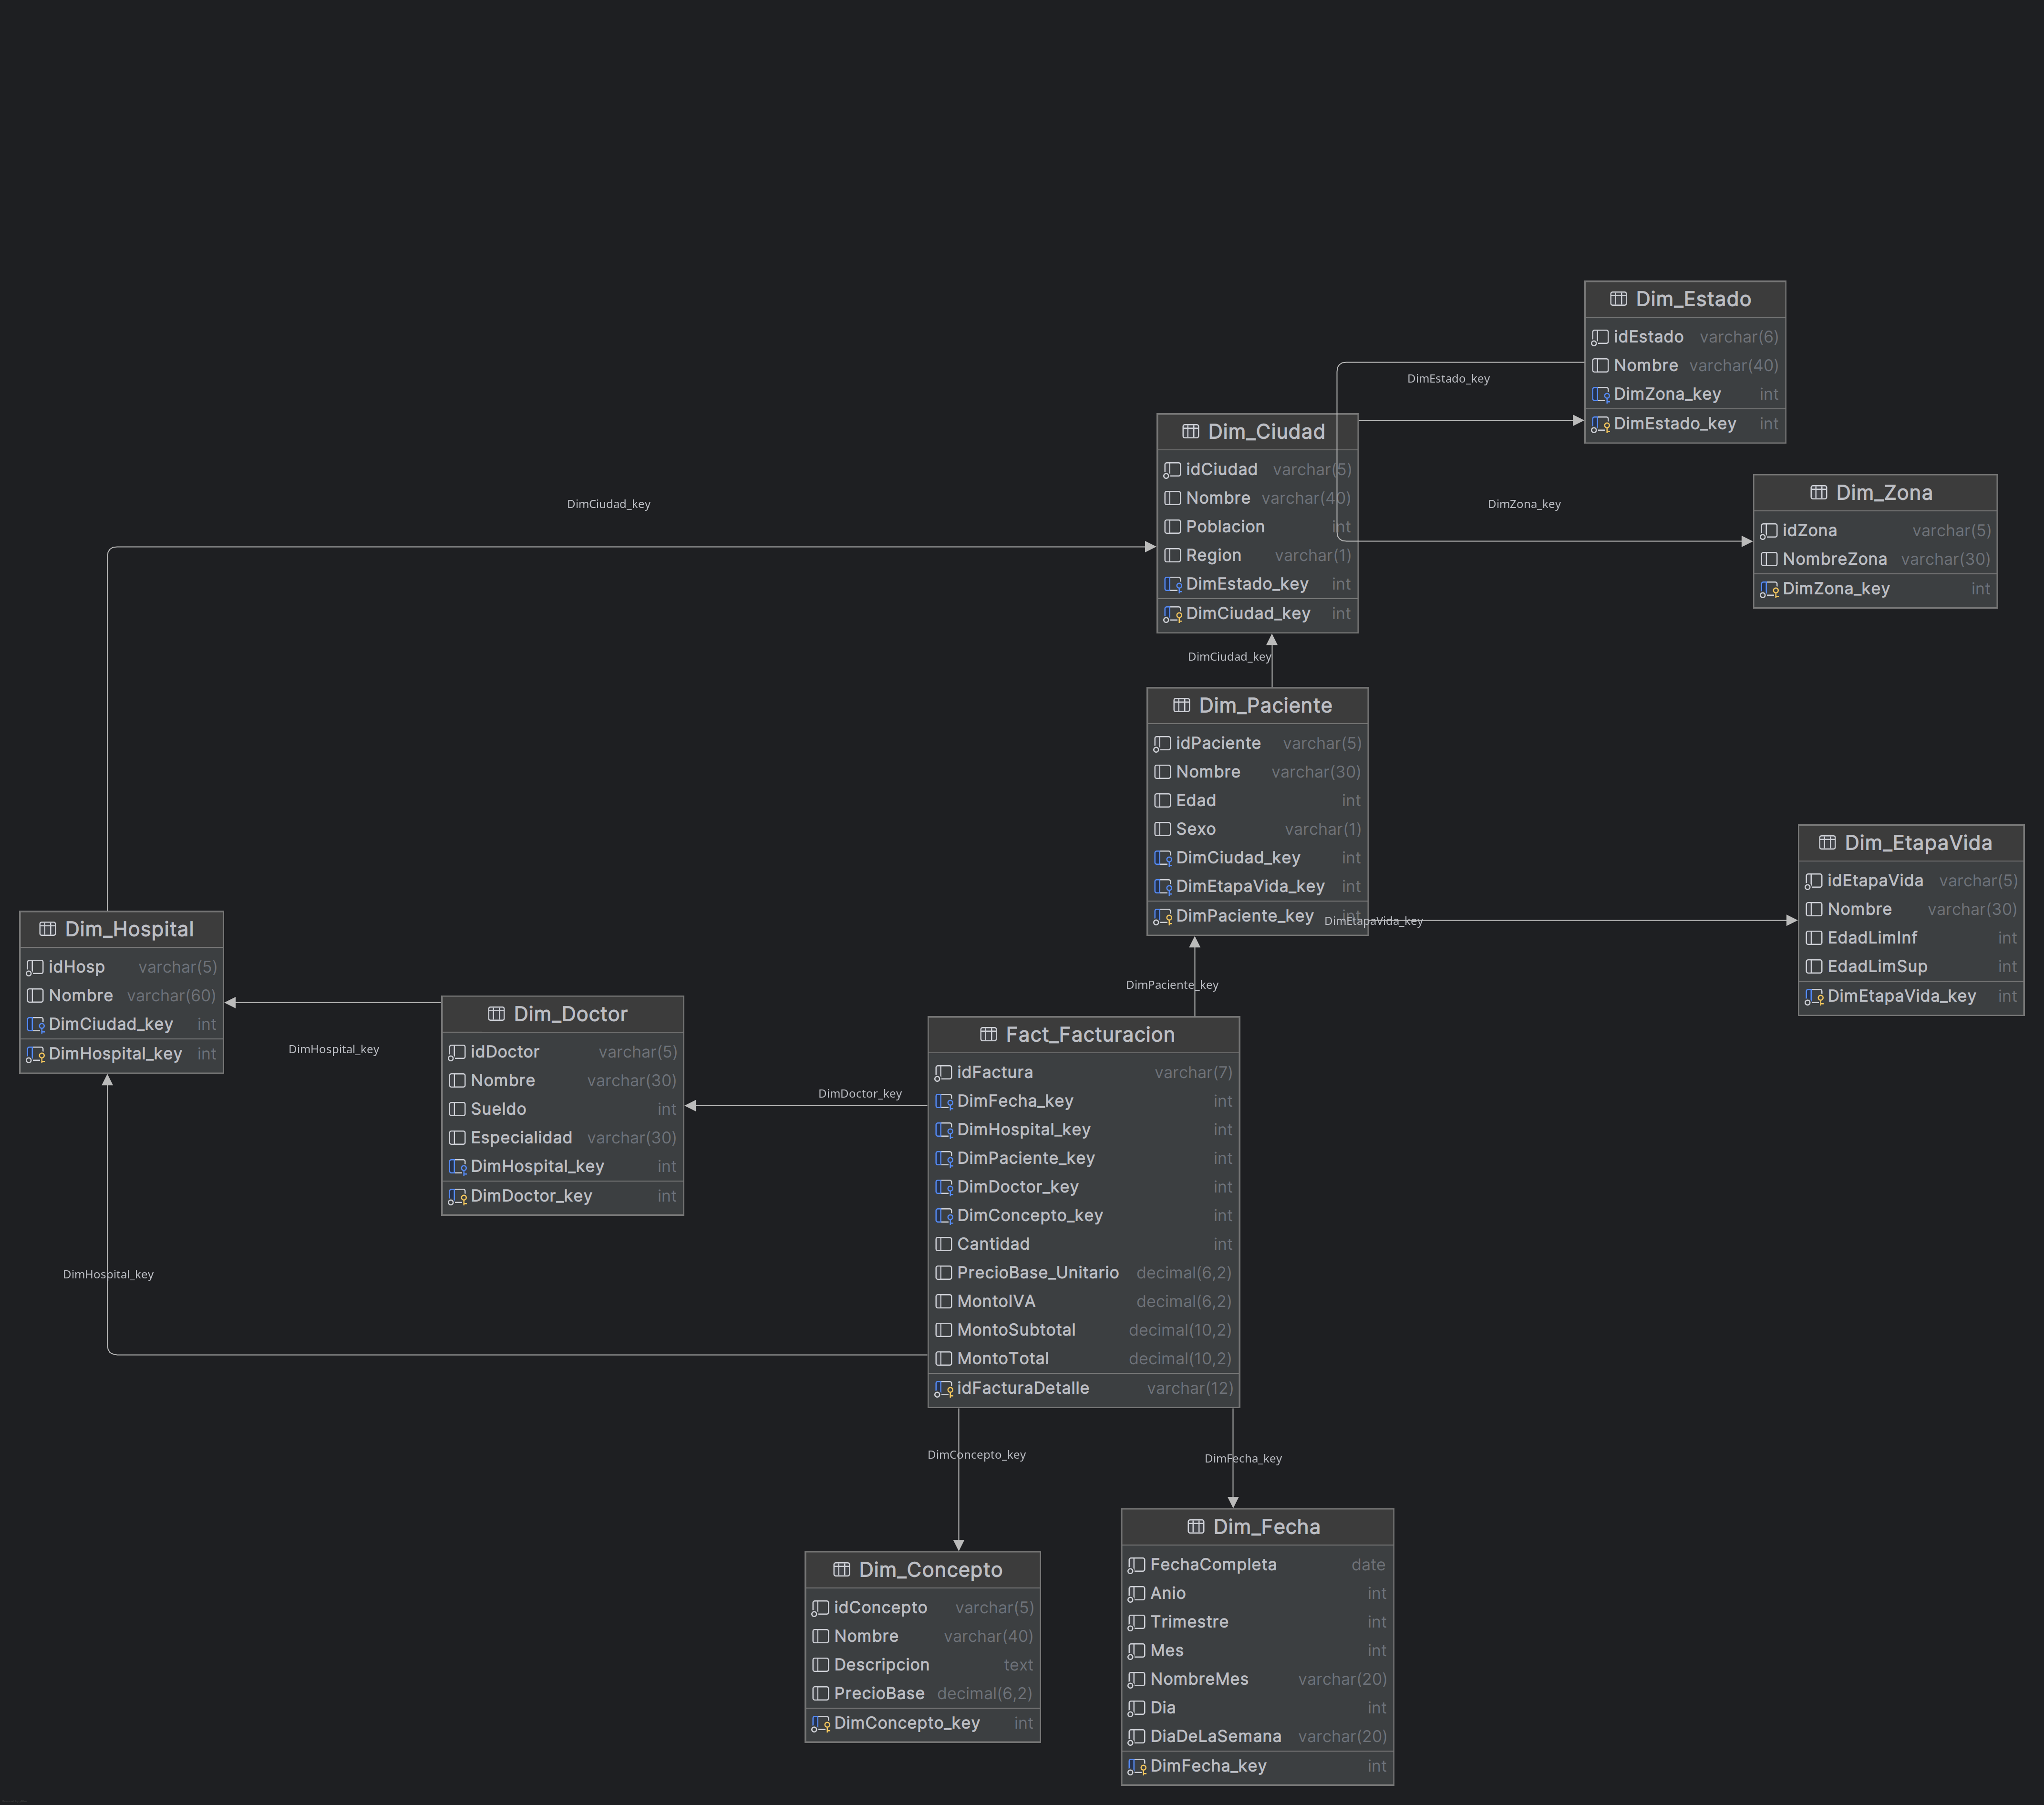 Dim_Estado
idEstado varchar(6)
Nombre varchar(40)
DimZona_key int
DimEstado_key int
DimEstado_key
Dim_Ciudad
idCiudad varchar(5)
Nombre varchar(40)
Poblacion int
Region varchar(1)
DimEstado_key int
DimCiudad_key int
DimZona_key
Dim_Zona
idZona varchar(5)
NombreZona varchar(30)
DimZona_key int
DimCiudad_key
DimCiudad_key
Dim_Paciente
idPaciente varchar(5)
Nombre varchar(30)
Edad int
Sexo varchar(1)
DimCiudad_key int
DimEtapaVida_key int
DimPaciente_key int
DimEtapaVida_key
Dim_EtapaVida
idEtapaVida varchar(5)
Nombre varchar(30)
EdadLimInf int
EdadLimSup int
DimEtapaVida_key int
Dim_Hospital
idHosp varchar(5)
Nombre varchar(60)
DimCiudad_key int
DimHospital_key int
DimHospital_key
Dim_Doctor
idDoctor varchar(5)
Nombre varchar(30)
Sueldo int
Especialidad varchar(30)
DimHospital_key int
DimDoctor_key int
DimDoctor_key
DimPaciente_key
Fact_Facturacion
idFactura varchar(7)
DimFecha_key int
DimHospital_key int
DimPaciente_key int
DimDoctor_key int
DimConcepto_key int
Cantidad int
PrecioBase_Unitario decimal(6,2)
MontoIVA decimal(6,2)
MontoSubtotal decimal(10,2)
MontoTotal decimal(10,2)
idFacturaDetalle varchar(12)
DimHospital_key
DimConcepto_key
DimFecha_key
Dim_Concepto
idConcepto varchar(5)
Nombre varchar(40)
Descripcion text
PrecioBase decimal(6,2)
DimConcepto_key int
Dim_Fecha
FechaCompleta date
Anio int
Trimestre int
Mes int
NombreMes varchar(20)
Dia int
DiaDeLaSemana varchar(20)
DimFecha_key int